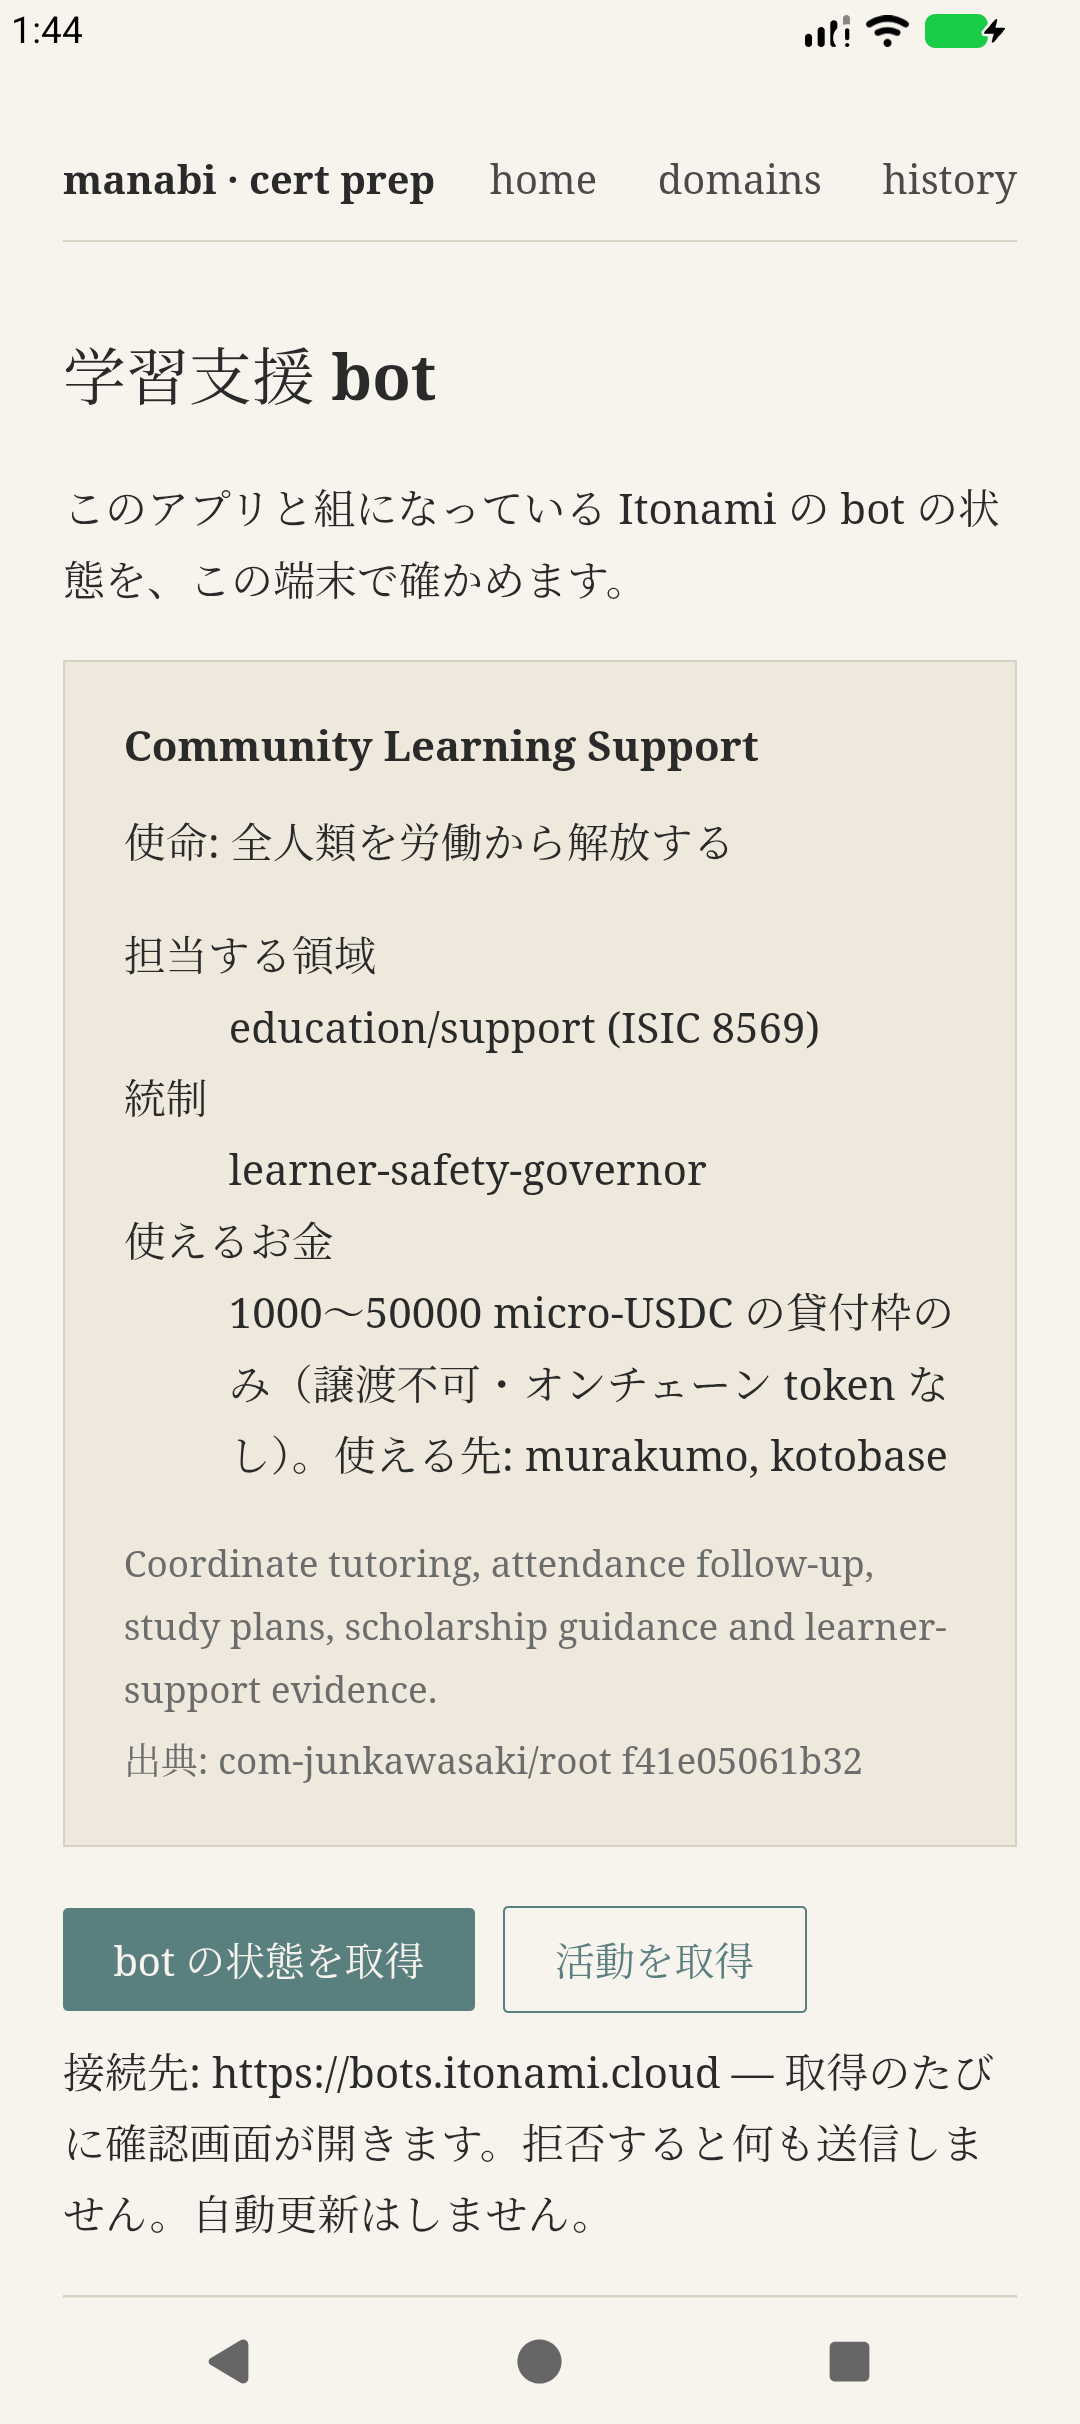 1:44
manabi · cert prep home domains history
学習支援 bot
このアプリと組になっている Itonami の bot の状
態を、この端末で確かめます。
Community Learning Support
使命: 全人類を労働から解放する
担当する領域
education/support (ISIC 8569)
統制
learner-safety-governor
使えるお金
1000〜50000 micro-USDC の貸付枠の
み（譲渡不可・オンチェーン token な
し）。使える先: murakumo, kotobase
Coordinate tutoring, attendance follow-up,
study plans, scholarship guidance and learner-
support evidence.
出典: com-junkawasaki/root f41e05061b32
bot の状態を取得 活動を取得
接続先: https://bots.itonami.cloud — 取得のたび
に確認画面が開きます。拒否すると何も送信しま
せん。自動更新はしません。